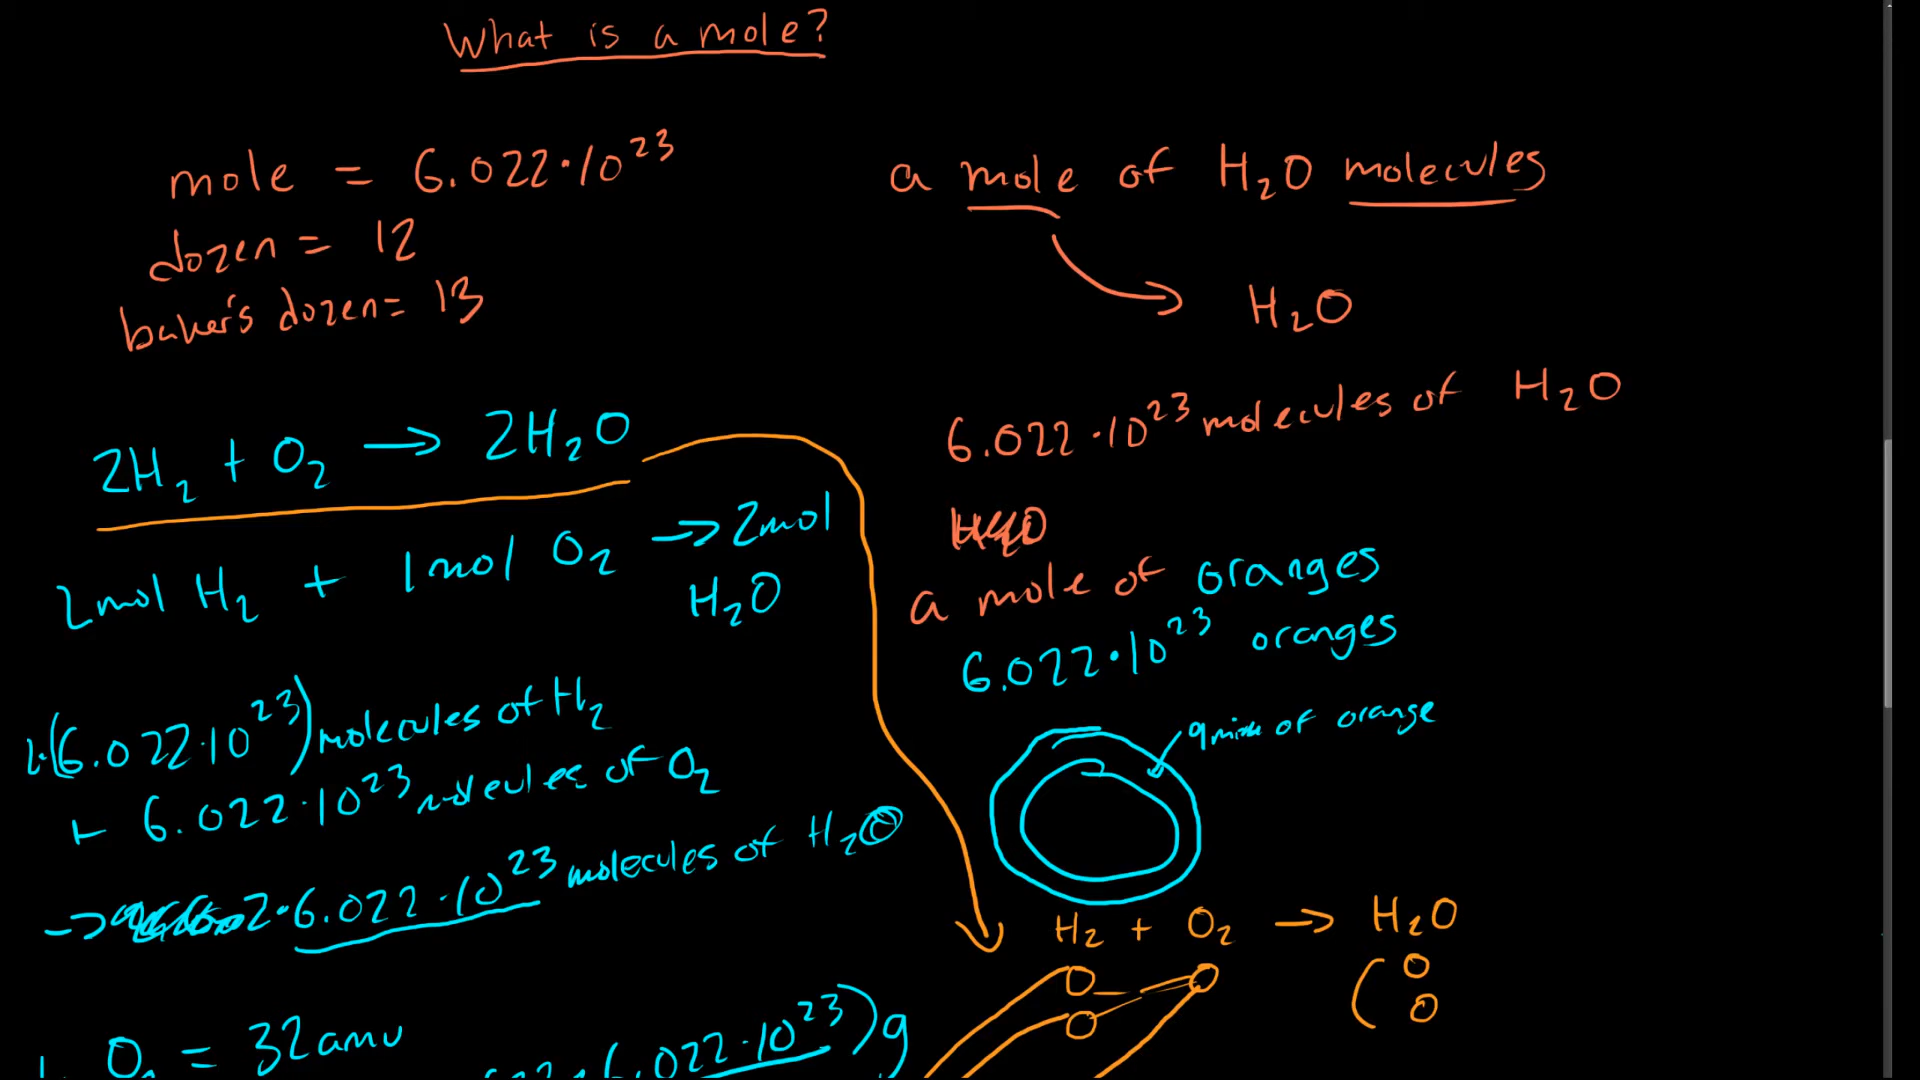 What is a mole?
mole = 6.022·10²³
dozen = 12
baker's dozen = 13
a mole of H₂O molecules
H₂O
6.022·10²³ molecules of H₂O
a mole of oranges
6.022·10²³ oranges
of orange
2H₂ + O₂ → 2H₂O
2mol H₂ + 1mol O₂ → 2mol
H₂O
2·(6.022·10²³) molecules of H₂
+ 6.022·10²³ molecules of O₂
→ 2·6.022·10²³ molecules of H₂O
H₂ + O₂ → H₂O
O O
O
( O
O
= 32amu
6.022·10²³)g